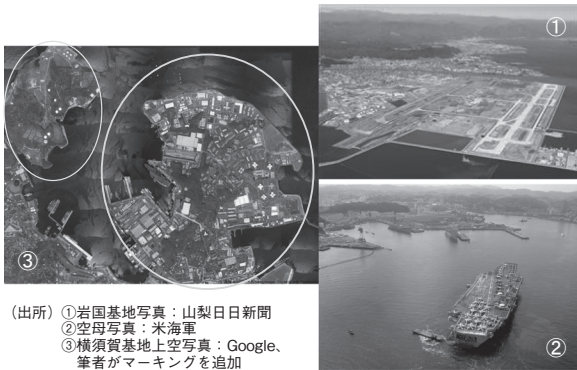 ①
②
③
(出所)①岩国基地写真：山梨日日新聞
②空母写真：米海軍
③横須賀基地上空写真：Google、
筆者がマーキングを追加